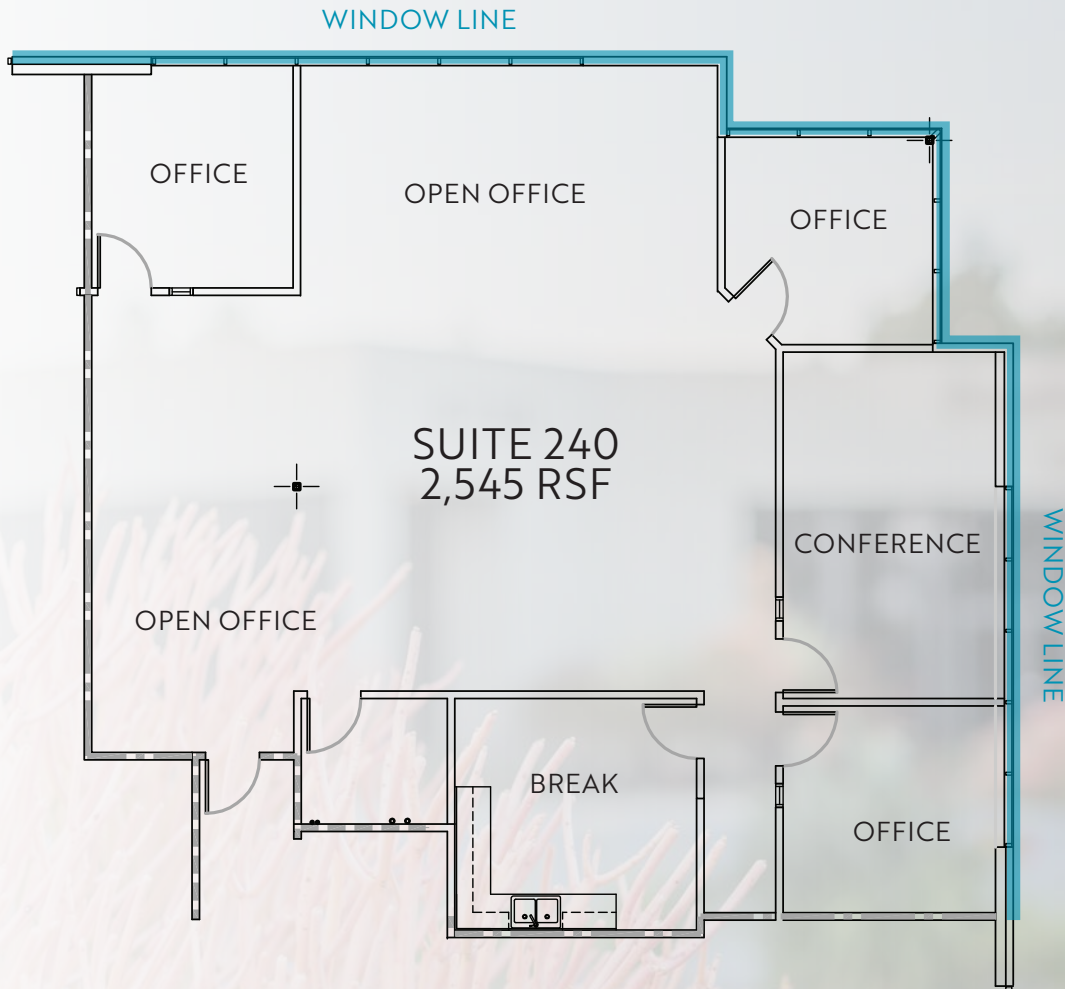 WINDOW LINE
OFFICE
OPEN OFFICE
OFFICE
SUITE 240
2,545 RSF
CONFERENCE
WINDOW LINE
OPEN OFFICE
BREAK
OFFICE